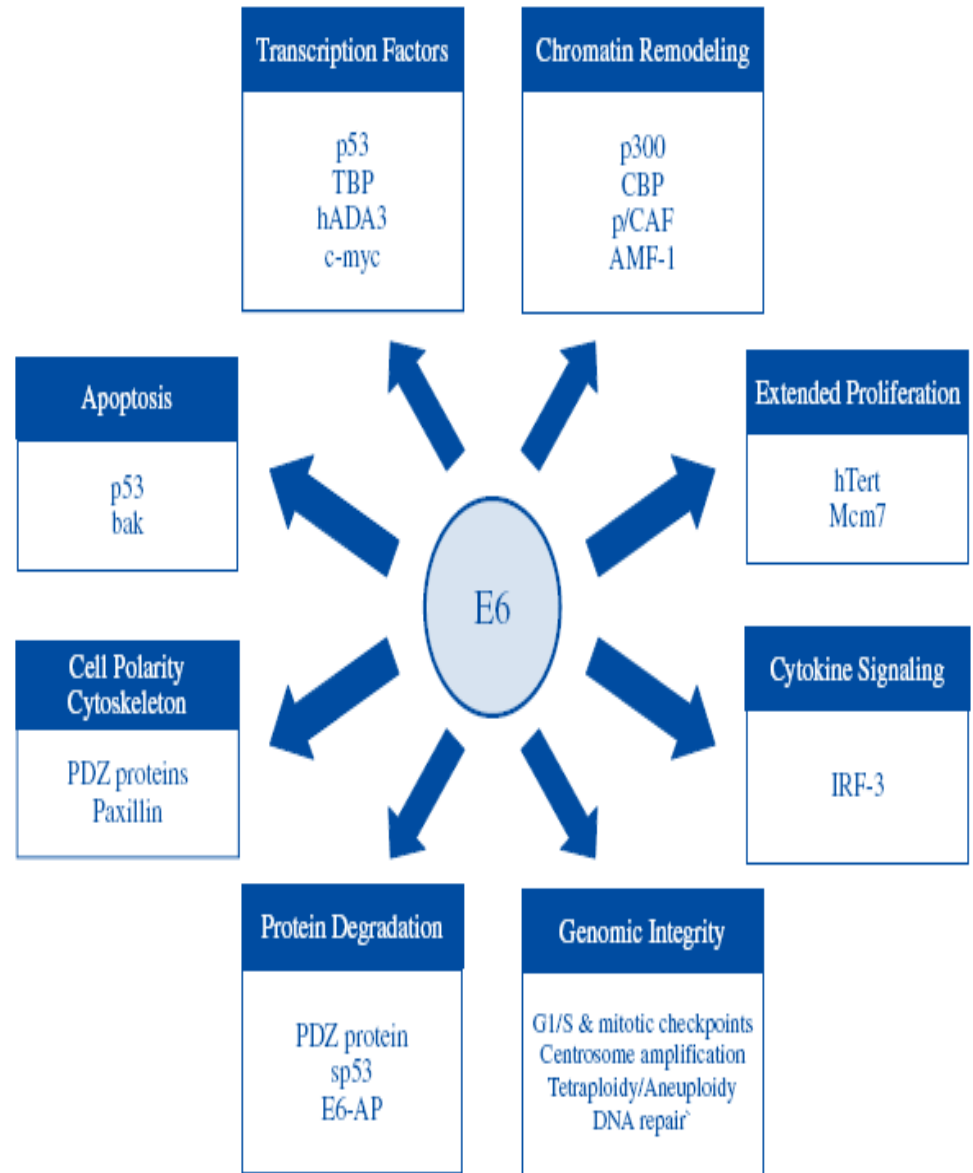 Transcription Factors
p53
TBP
hADA3
c-myc
Chromatin Remodeling
p300
CBP
p/CAF
AMF-1
Apoptosis
p53
bak
Extended Proliferation
hTert
Mcm7
E6
Cell Polarity
Cytoskeleton
PDZ proteins
Paxillin
Cytokine Signaling
IRF-3
Protein Degradation
PDZ protein
sp53
E6-AP
Genomic Integrity
G1/S & mitotic checkpoints
Centrosome amplification
Tetraploidy/Aneuploidy
DNA repair`